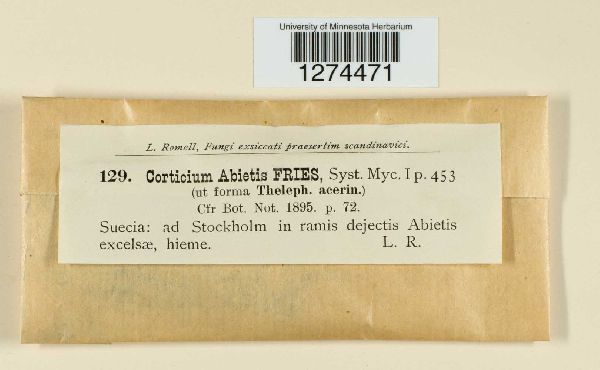 University of Minnesota Herbarium
1274471
L. Romell, Fungi exsiccati praesertim scandinavici.
129. Corticium Abietis FRIES, Syst. Myc. I p. 453
(ut forma Theleph. acerin.)
Cfr Bot. Not. 1895. p. 72.
Suecia: ad Stockholm in ramis dejectis Abietis
excelsæ, hieme. L. R.